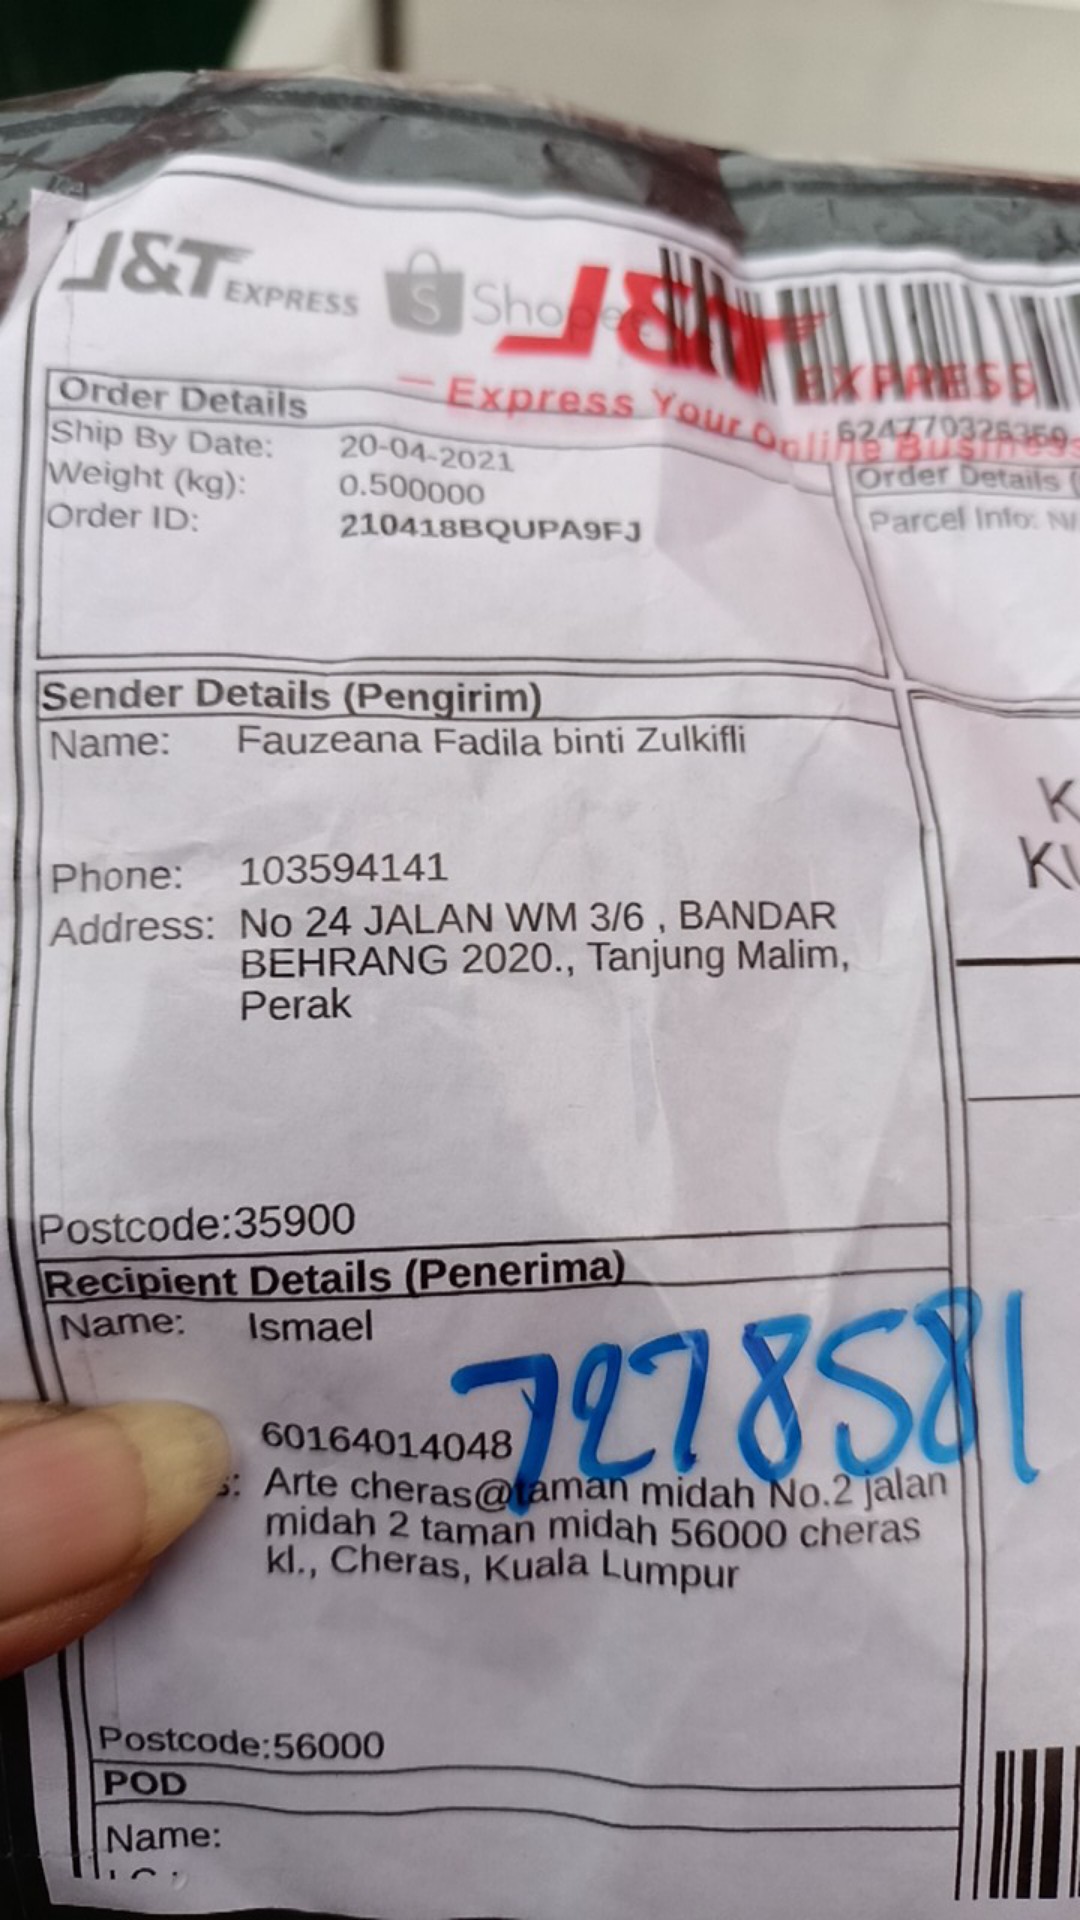 J&T EXPRESS Shopee
J&T EXPRESS
Express Your Online Business
Order Details
Ship By Date: 20-04-2021
Weight (kg): 0.500000
Order ID: 210418BQUPA9FJ
Order Details (
Parcel Info: N/
Sender Details (Pengirim)
Name: Fauzeana Fadila binti Zulkifli
Phone: 103594141
Address: No 24 JALAN WM 3/6 , BANDAR
BEHRANG 2020., Tanjung Malim,
Perak
Postcode:35900
K
KU
Recipient Details (Penerima)
Name: Ismael
7278581
60164014048
s: Arte cheras@taman midah No.2 jalan
midah 2 taman midah 56000 cheras
kl., Cheras, Kuala Lumpur
Postcode:56000
POD
Name: